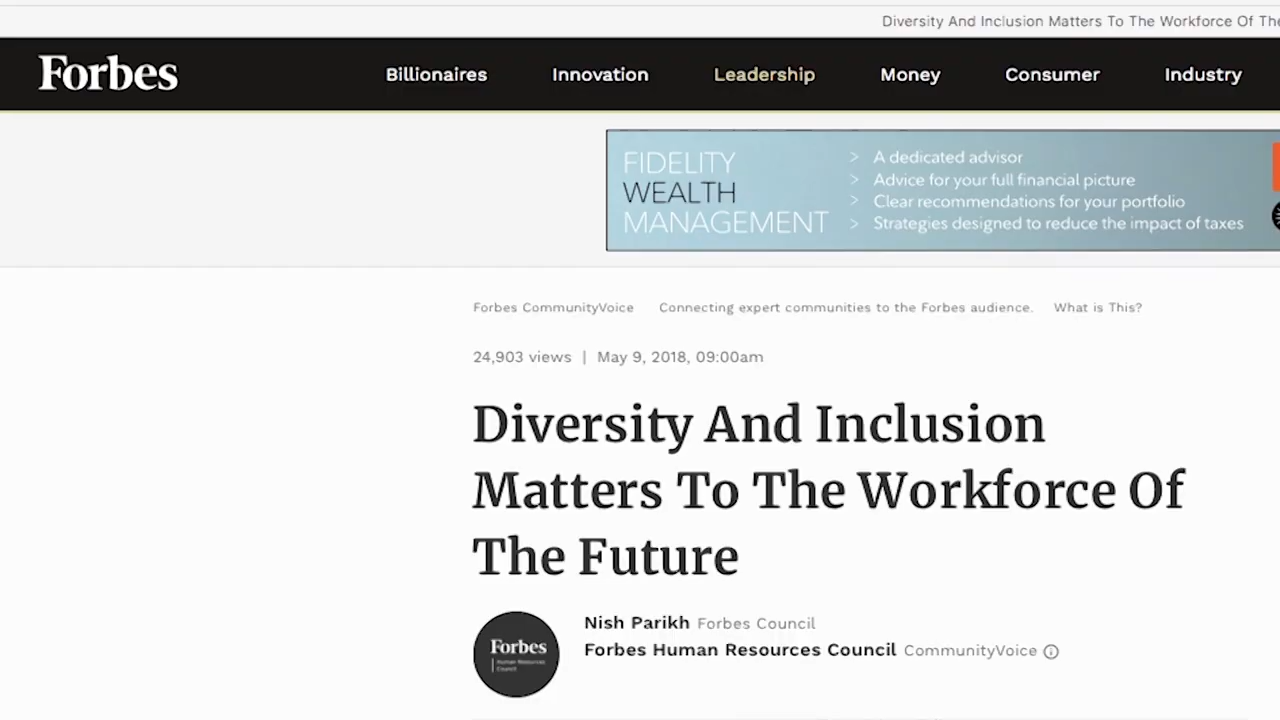 Diversity And Inclusion Matters To The Workforce Of The
Forbes Billionaires Innovation Leadership Money Consumer Industry
FIDELITY
WEALTH
MANAGEMENT
> A dedicated advisor
> Advice for your full financial picture
> Clear recommendations for your portfolio
> Strategies designed to reduce the impact of taxes
Forbes CommunityVoice Connecting expert communities to the Forbes audience. What is This?
24,903 views | May 9, 2018, 09:00am
Diversity And Inclusion
Matters To The Workforce Of
The Future
Forbes
Human Resources
Council
Nish Parikh Forbes Council
Forbes Human Resources Council CommunityVoice